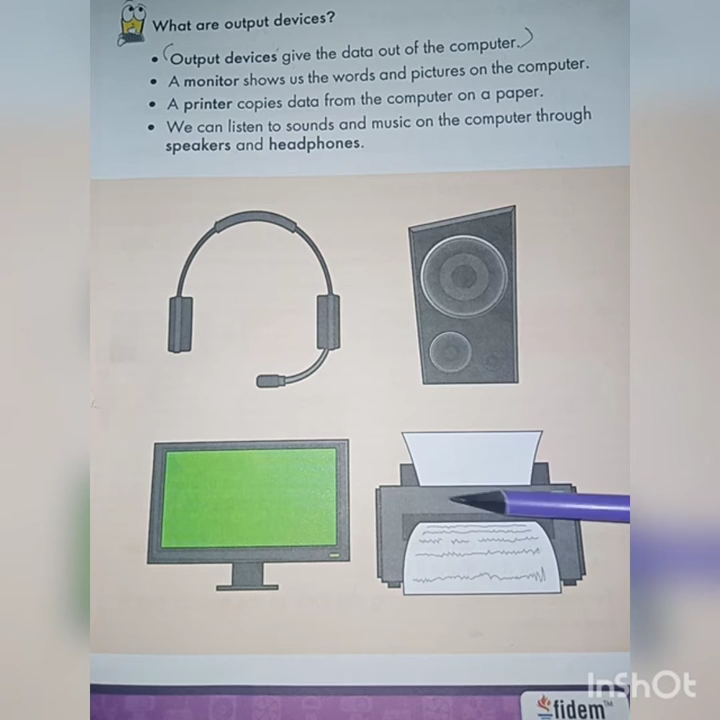 What are output devices?
• (Output devices give the data out of the computer.)
• A monitor shows us the words and pictures on the computer.
• A printer copies data from the computer on a paper.
• We can listen to sounds and music on the computer through
speakers and headphones.
InShOt
fidem™